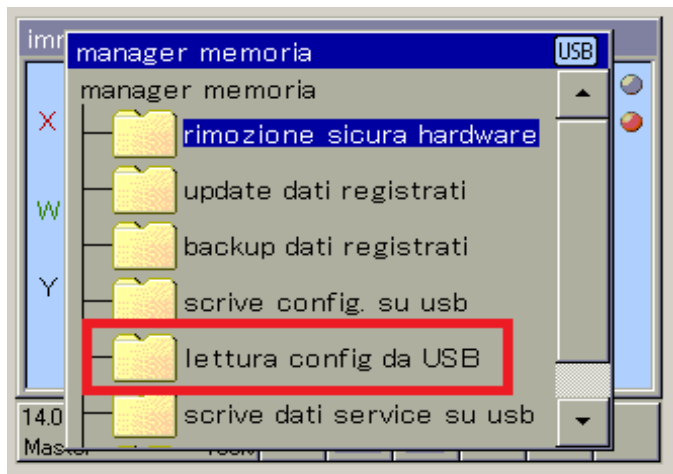 imr
manager memoria USB
manager memoria
rimozione sicura hardware
X
update dati registrati
W
backup dati registrati
Y
scrive config. su usb
lettura config da USB
14.0
scrive dati service su usb